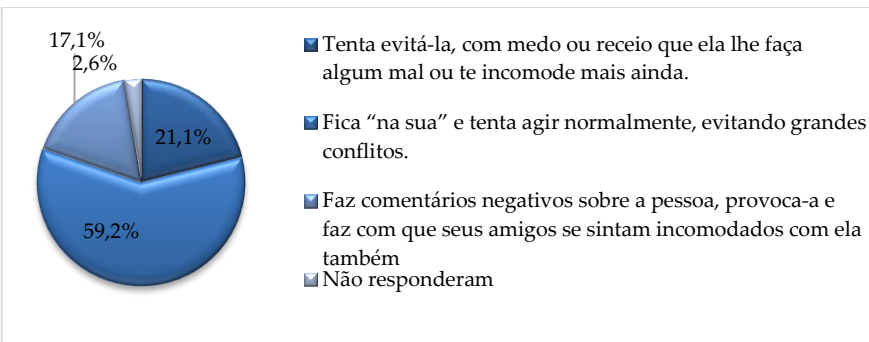 17,1%
2,6%
21,1%
59,2%
Tenta evitá-la, com medo ou receio que ela lhe faça
algum mal ou te incomode mais ainda.
Fica “na sua” e tenta agir normalmente, evitando grandes
conflitos.
Faz comentários negativos sobre a pessoa, provoca-a e
faz com que seus amigos se sintam incomodados com ela
também
Não responderam